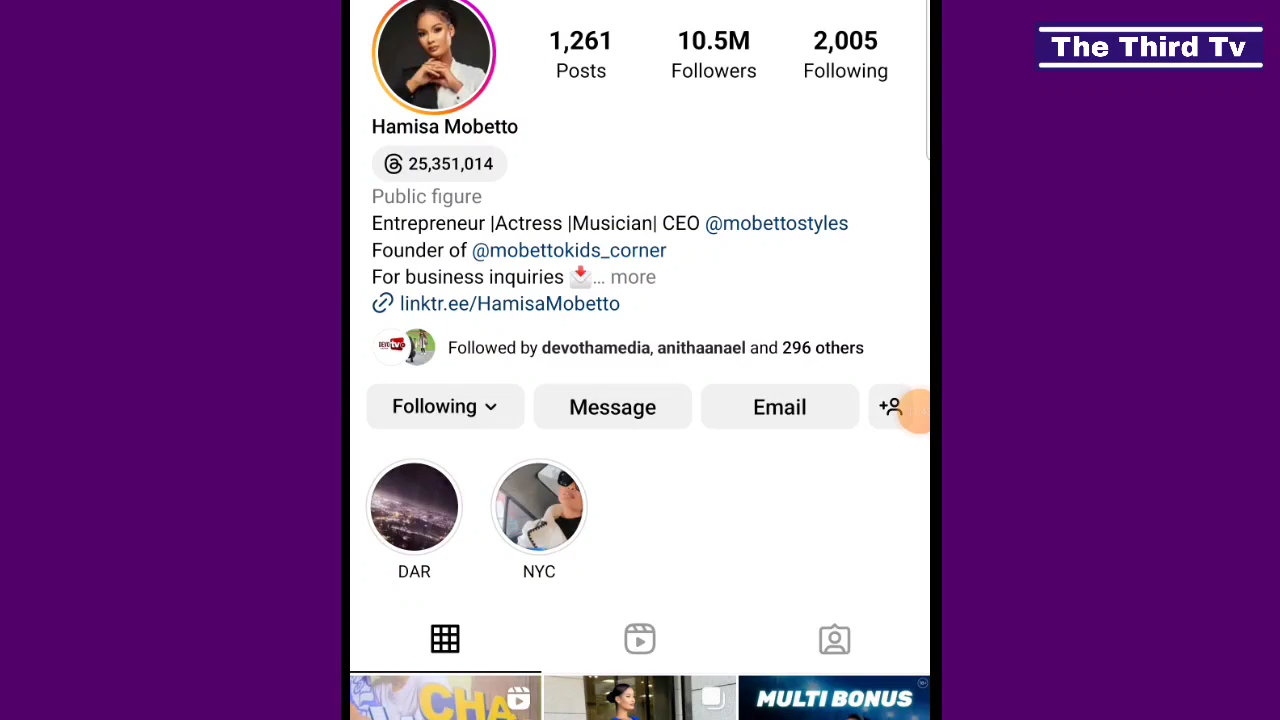 The Third Tv
1,261
10.5M
2,005
Posts
Followers
Following
Hamisa Mobetto
25,351,014
Public figure
Entrepreneur |Actress |Musician| CEO @mobettostyles
Founder of @mobettokids_corner
For business inquiries 📩... more
linktr.ee/HamisaMobetto
Followed by devothamedia, anithaanael and 296 others
Following
Message
Email
DAR
NYC
CHA
MULTI BONUS